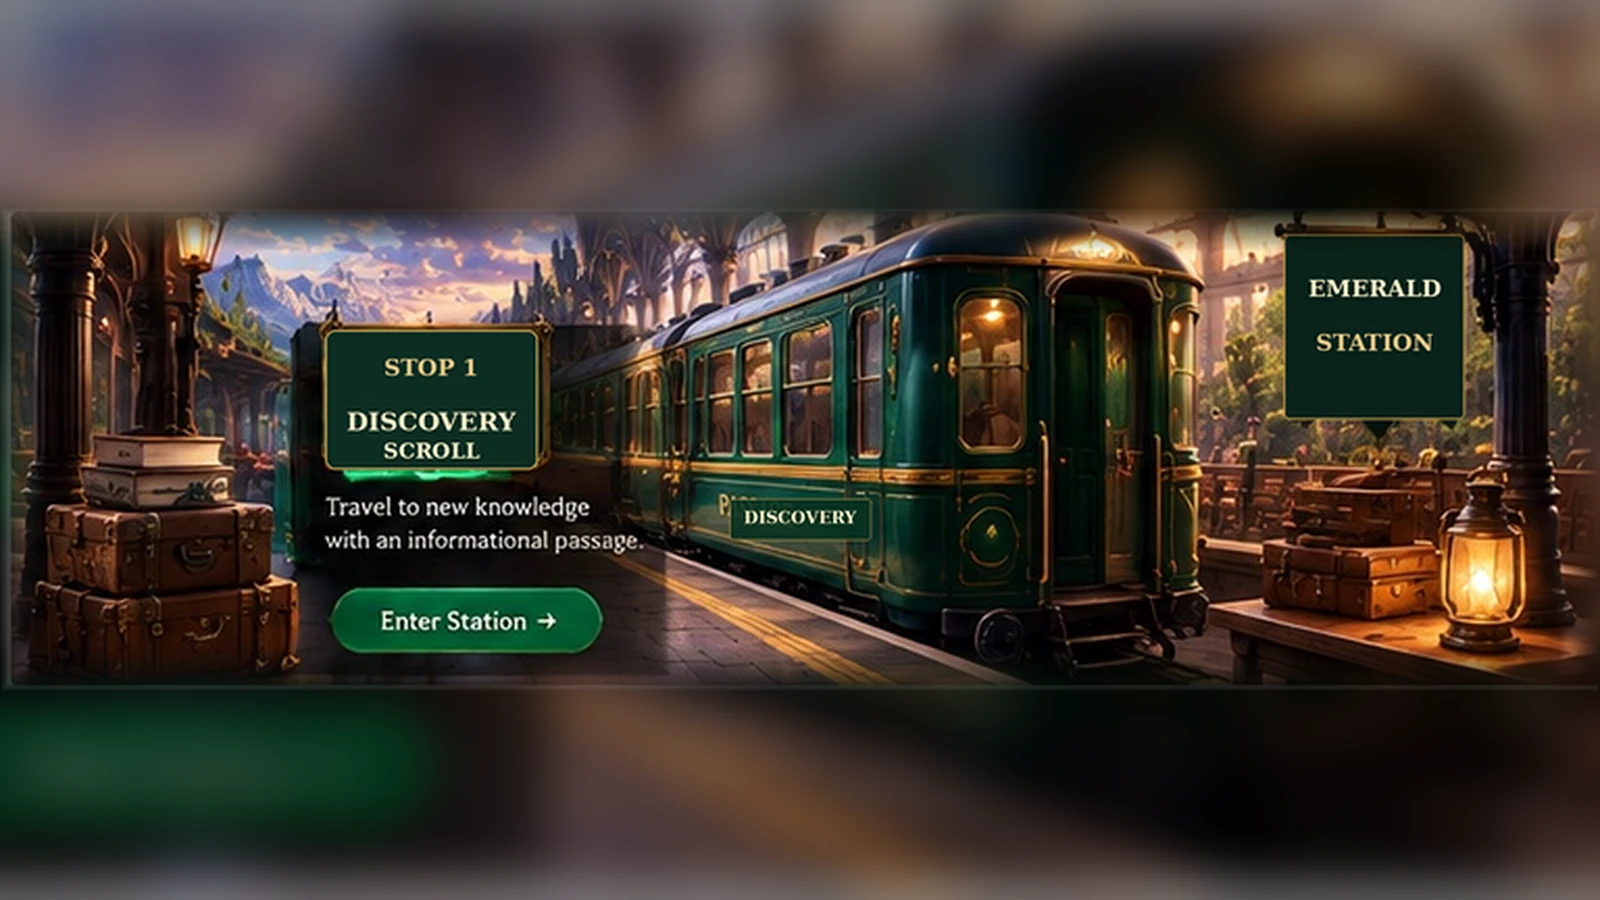 STOP 1
DISCOVERY
SCROLL
Travel to new knowledge
with an informational passage.
Enter Station →
DISCOVERY
EMERALD
STATION